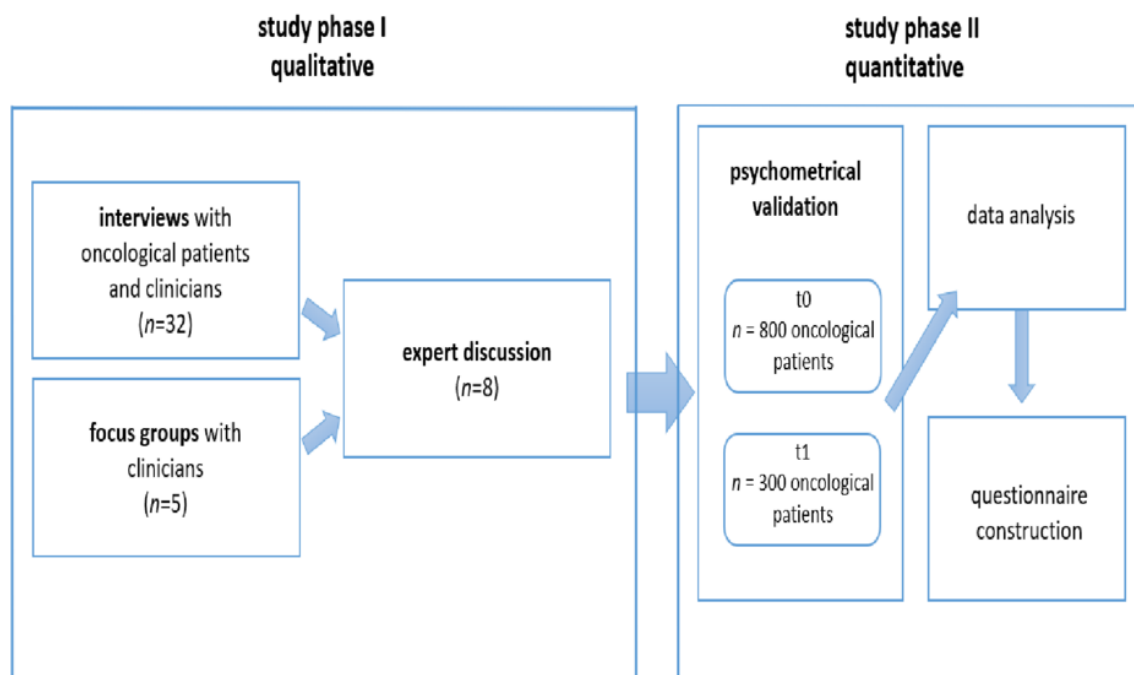 study phase I
qualitative
study phase II
quantitative
interviews with
oncological patients
and clinicians
(n=32)
focus groups with
clinicians
(n=5)
expert discussion
(n=8)
psychometrical
validation
t0
n = 800 oncological
patients
t1
n = 300 oncological
patients
data analysis
questionnaire
construction